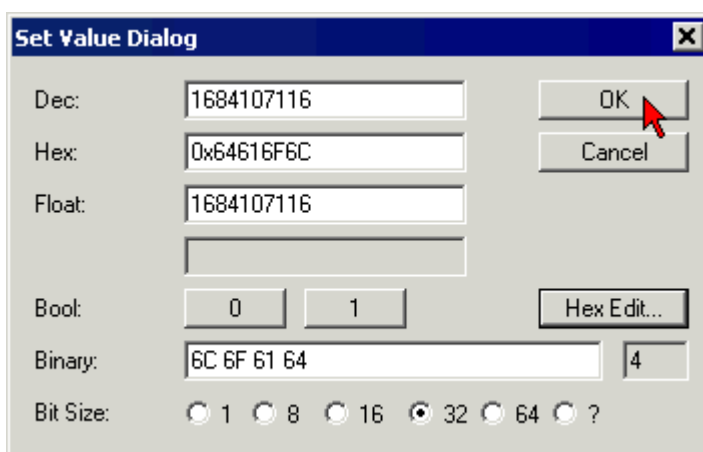 Set Value Dialog
Dec: 1684107116 OK
Hex: 0x64616F6C Cancel
Float: 1684107116
Bool: 0 1 Hex Edit...
Binary: 6C 6F 61 64 4
Bit Size: 1 8 16 32 64 ?